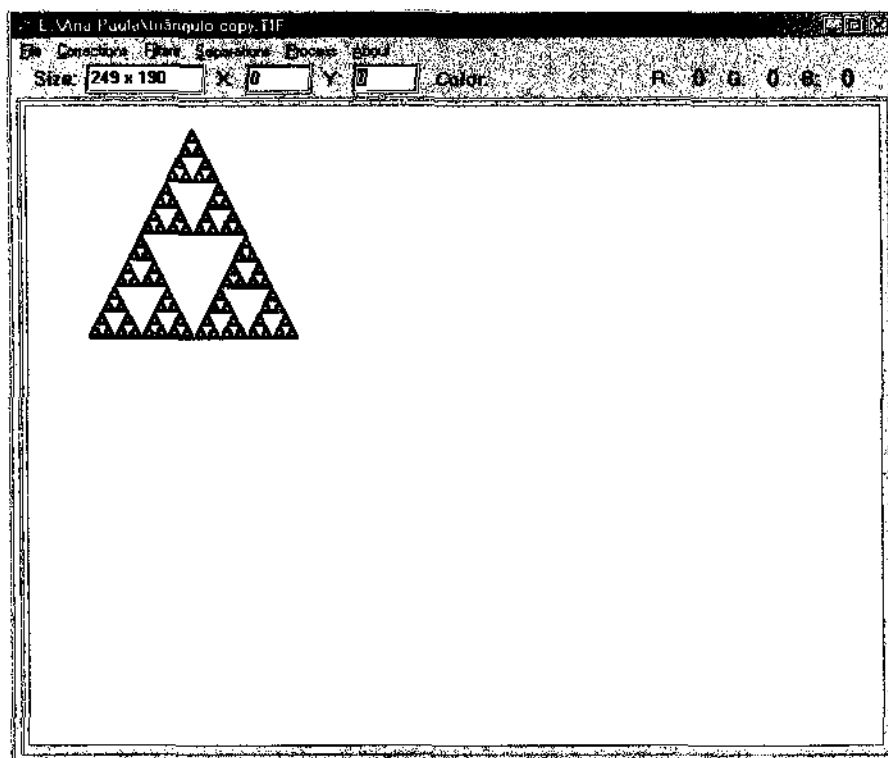 E:\Ana Paula\triângulo copy.TIF
File Corrections Filters Separations Process About
Size: 249 x 190 X: 0 Y: 0 Color: R: 0 G: 0 B: 0